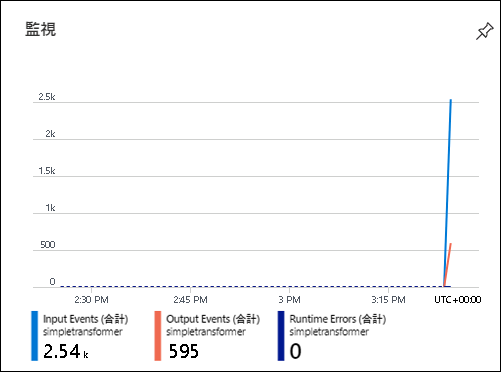 監視
2.5k
2k
1.5k
1k
500
0
2:30 PM 2:45 PM 3 PM 3:15 PM UTC+00:00
Input Events (合計) Output Events (合計) Runtime Errors (合計)
simpletransformer simpletransformer simpletransformer
2.54 k 595 0